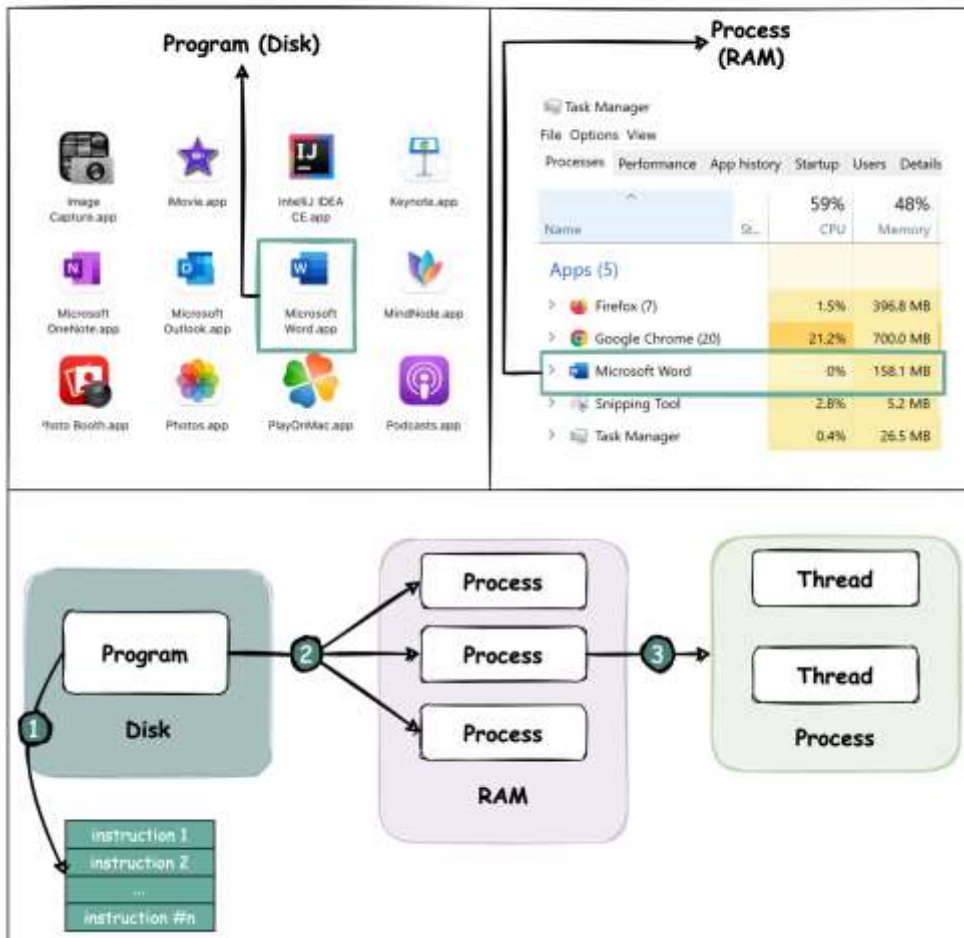 Program (Disk)
Image
Capture.app
iMovie.app
IntelliJ IDEA
CE.app
Keynote.app
Microsoft
OneNote.app
Microsoft
Outlook.app
Microsoft
Word.app
MindNode.app
Photo Booth.app
Photos.app
PlayOnMac.app
Podcasts.app
Process
(RAM)
Task Manager
File Options View
Processes Performance App history Startup Users Details
59% 48%
Name St... CPU Memory
Apps (5)
Firefox (7) 1.5% 396.8 MB
Google Chrome (20) 21.2% 700.0 MB
Microsoft Word 0% 158.1 MB
Snipping Tool 2.8% 5.2 MB
Task Manager 0.4% 26.5 MB
Program
Disk
1
2
Process
Process
Process
RAM
3
Thread
Thread
Process
instruction 1
instruction 2
...
instruction #n